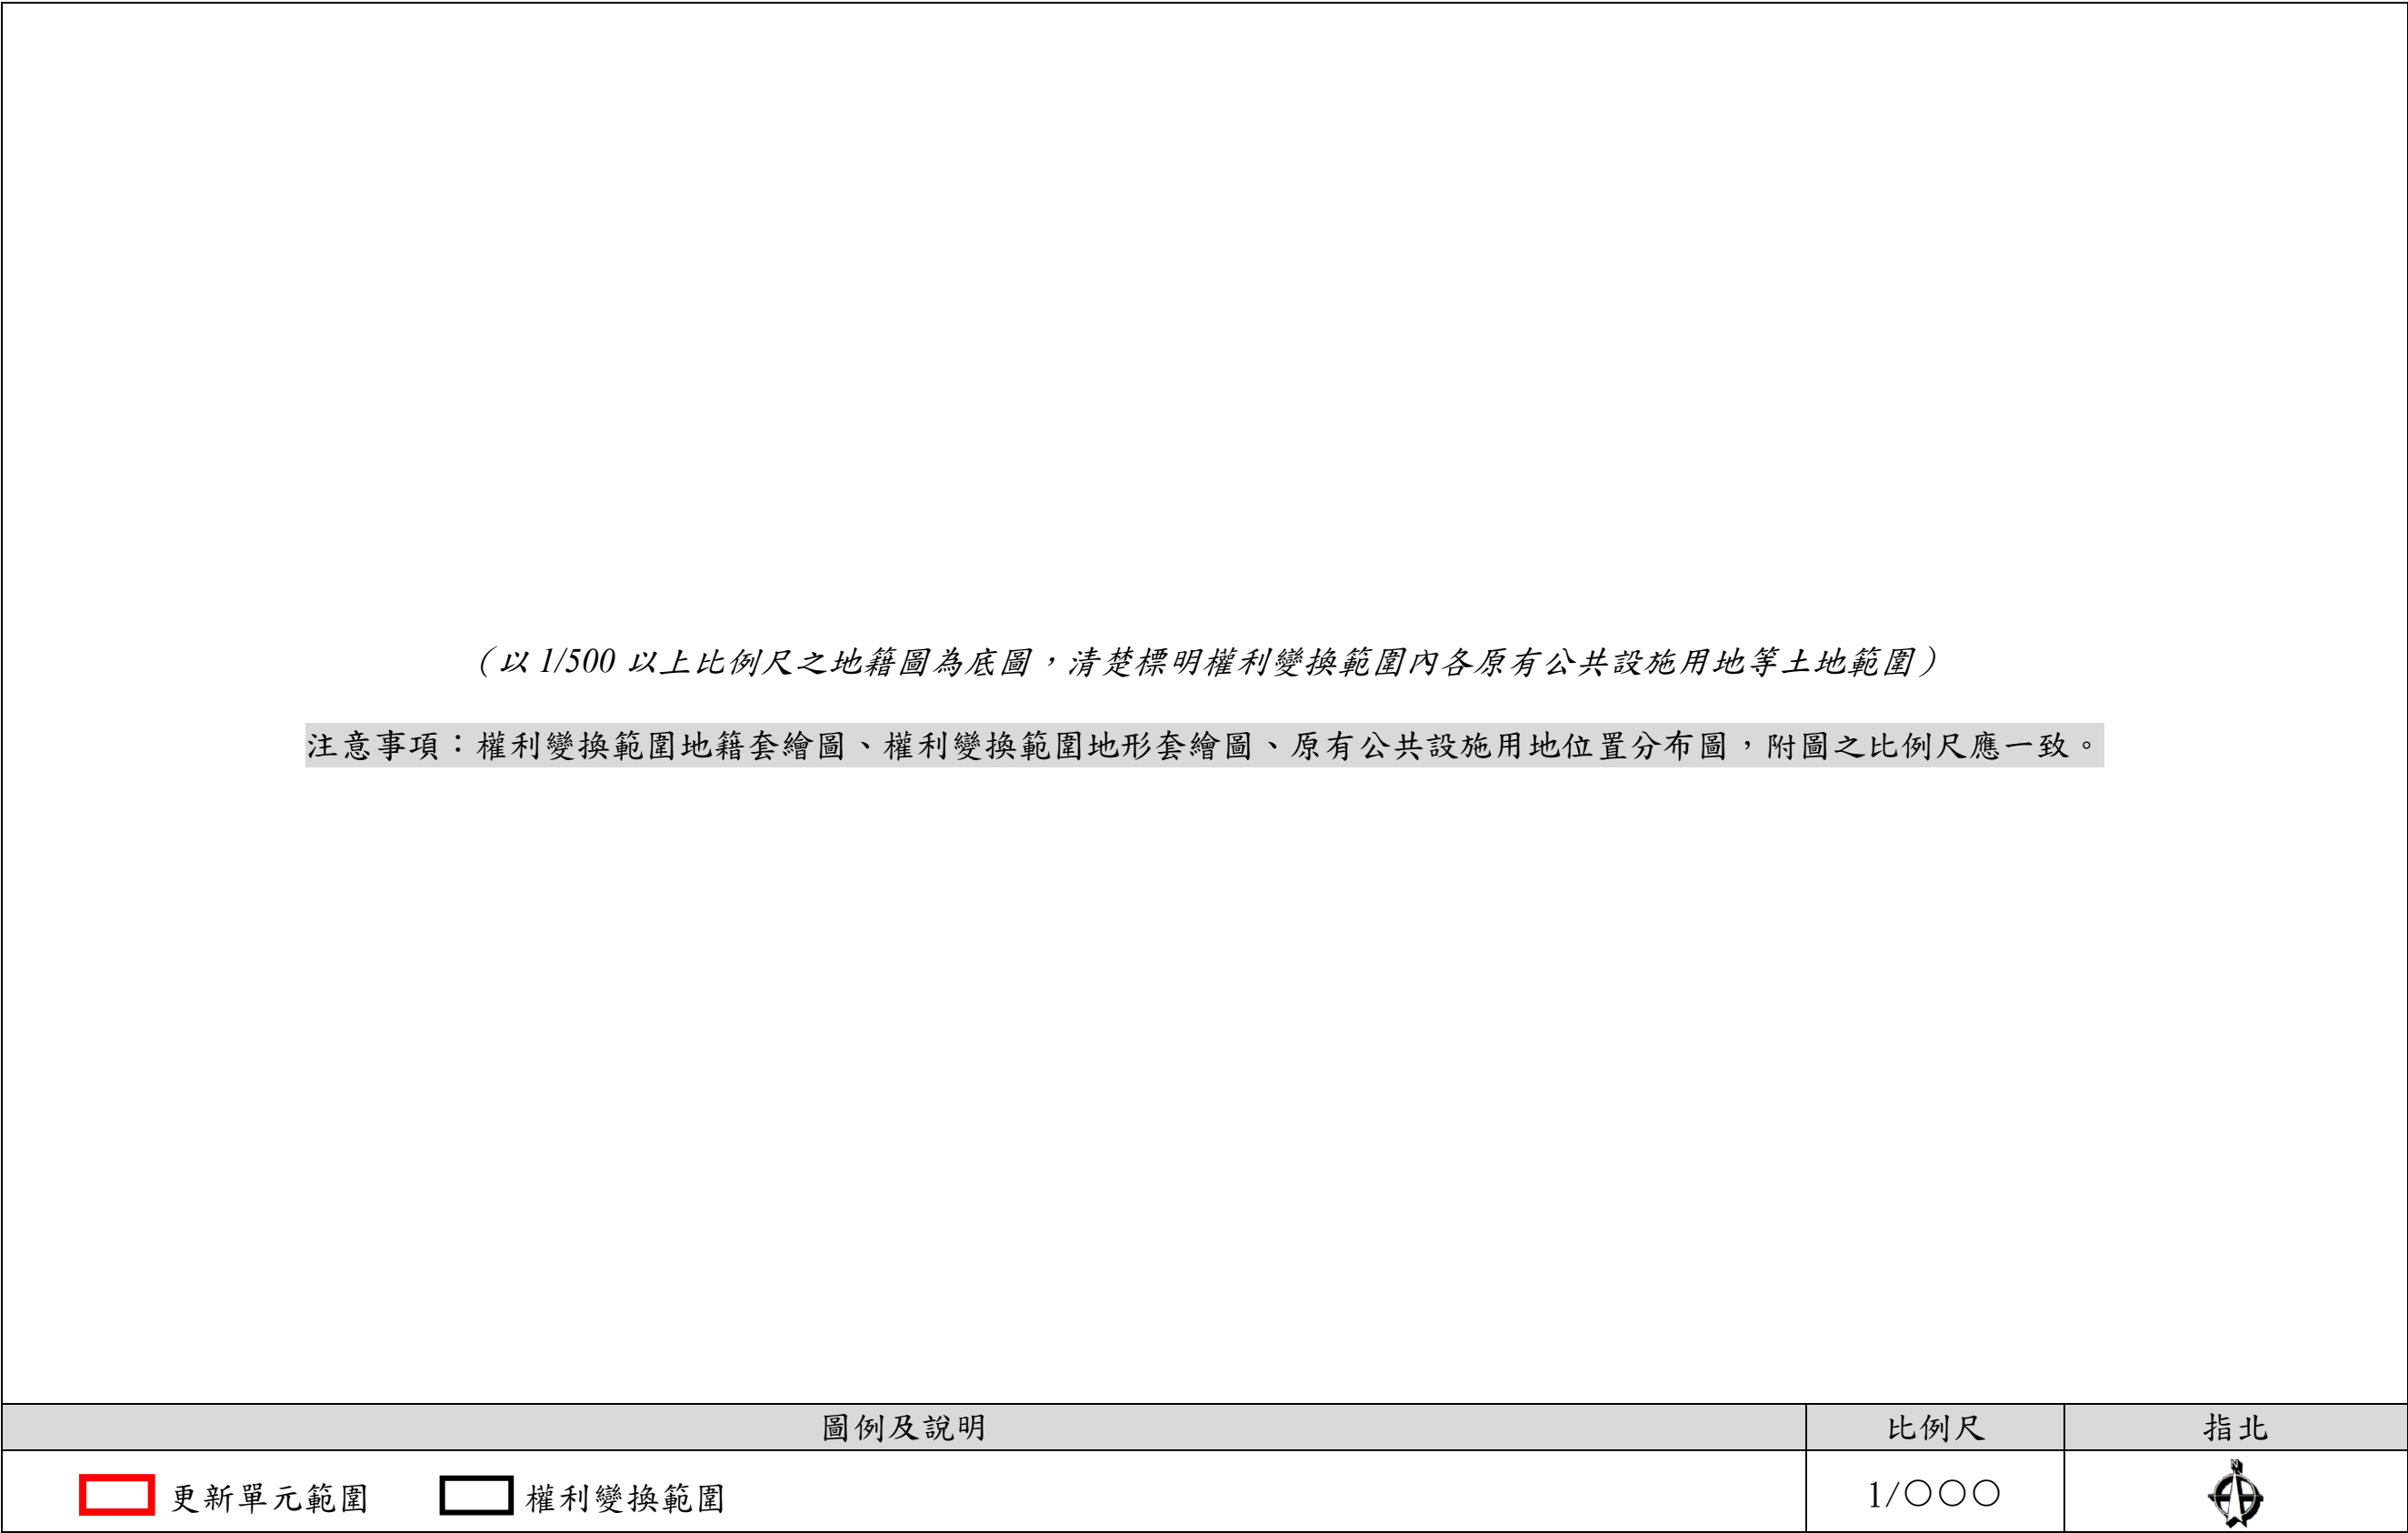 （以 1/500 以上比例尺之地籍圖為底圖，清楚標明權利變換範圍內各原有公共設施用地等土地範圍）
注意事項：權利變換範圍地籍套繪圖、權利變換範圍地形套繪圖、原有公共設施用地位置分布圖，附圖之比例尺應一致。
圖例及說明 比例尺 指北
更新單元範圍 權利變換範圍 1/○○○ N